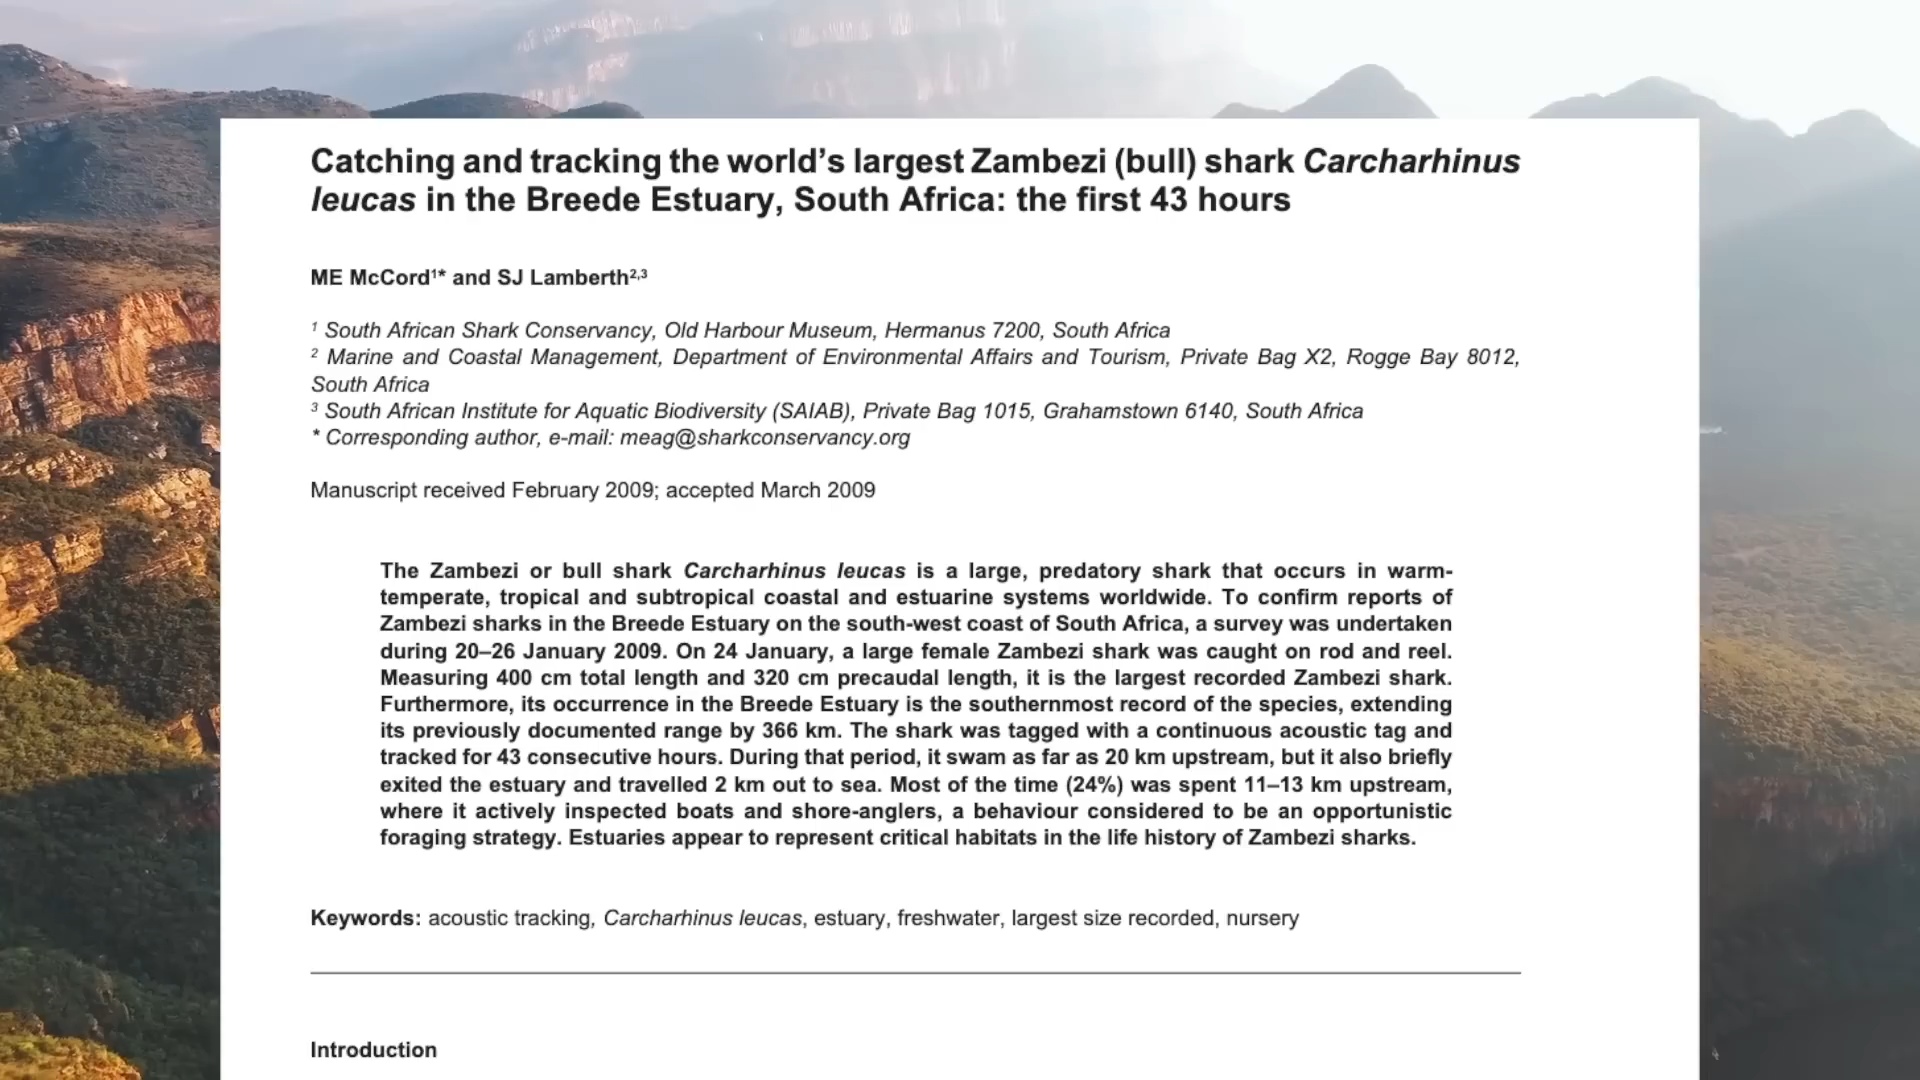 Catching and tracking the world’s largest Zambezi (bull) shark Carcharhinus
leucas in the Breede Estuary, South Africa: the first 43 hours
ME McCord¹* and SJ Lamberth²,³
¹ South African Shark Conservancy, Old Harbour Museum, Hermanus 7200, South Africa
² Marine and Coastal Management, Department of Environmental Affairs and Tourism, Private Bag X2, Rogge Bay 8012,
South Africa
³ South African Institute for Aquatic Biodiversity (SAIAB), Private Bag 1015, Grahamstown 6140, South Africa
* Corresponding author, e-mail: meag@sharkconservancy.org
Manuscript received February 2009; accepted March 2009
The Zambezi or bull shark Carcharhinus leucas is a large, predatory shark that occurs in warm-
temperate, tropical and subtropical coastal and estuarine systems worldwide. To confirm reports of
Zambezi sharks in the Breede Estuary on the south-west coast of South Africa, a survey was undertaken
during 20–26 January 2009. On 24 January, a large female Zambezi shark was caught on rod and reel.
Measuring 400 cm total length and 320 cm precaudal length, it is the largest recorded Zambezi shark.
Furthermore, its occurrence in the Breede Estuary is the southernmost record of the species, extending
its previously documented range by 366 km. The shark was tagged with a continuous acoustic tag and
tracked for 43 consecutive hours. During that period, it swam as far as 20 km upstream, but it also briefly
exited the estuary and travelled 2 km out to sea. Most of the time (24%) was spent 11–13 km upstream,
where it actively inspected boats and shore-anglers, a behaviour considered to be an opportunistic
foraging strategy. Estuaries appear to represent critical habitats in the life history of Zambezi sharks.
Keywords: acoustic tracking, Carcharhinus leucas, estuary, freshwater, largest size recorded, nursery
Introduction